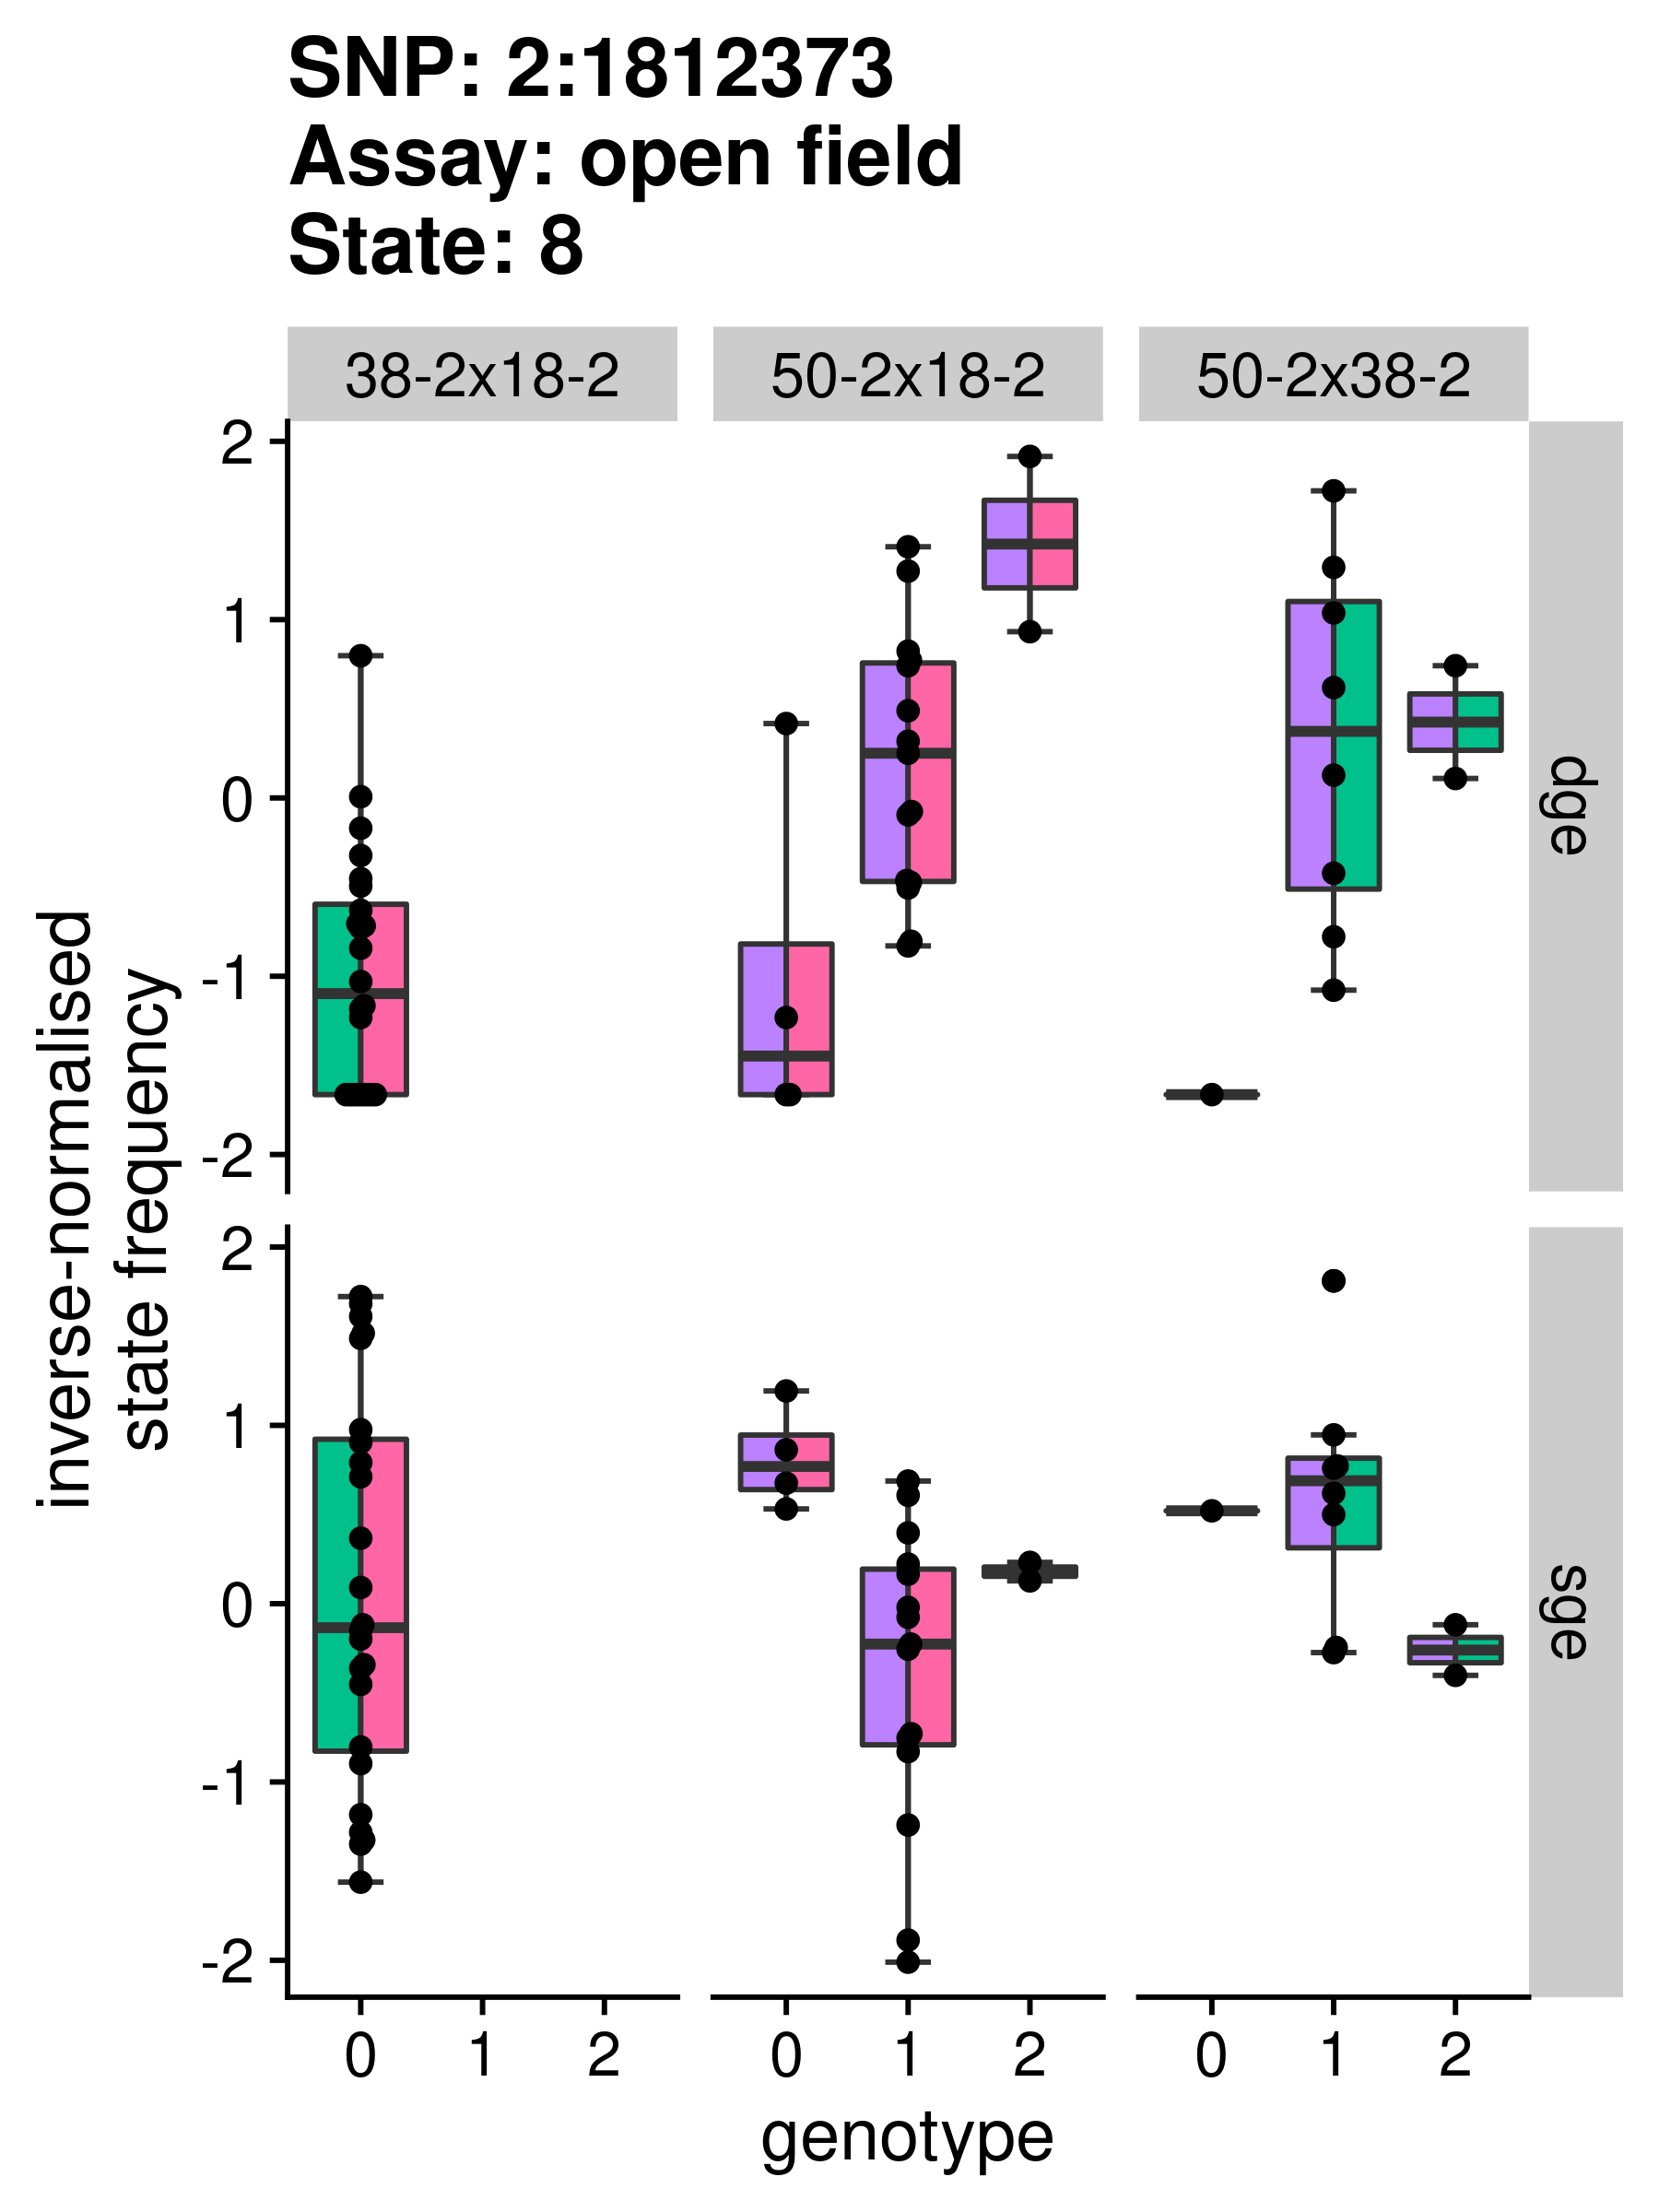 SNP: 2:1812373
Assay: open field
State: 8
38-2x18-2 50-2x18-2 50-2x38-2
2
1
0
-1
-2
dge
2
1
0
-1
-2
sge
inverse-normalised
state frequency
0 1 2 0 1 2 0 1 2
genotype